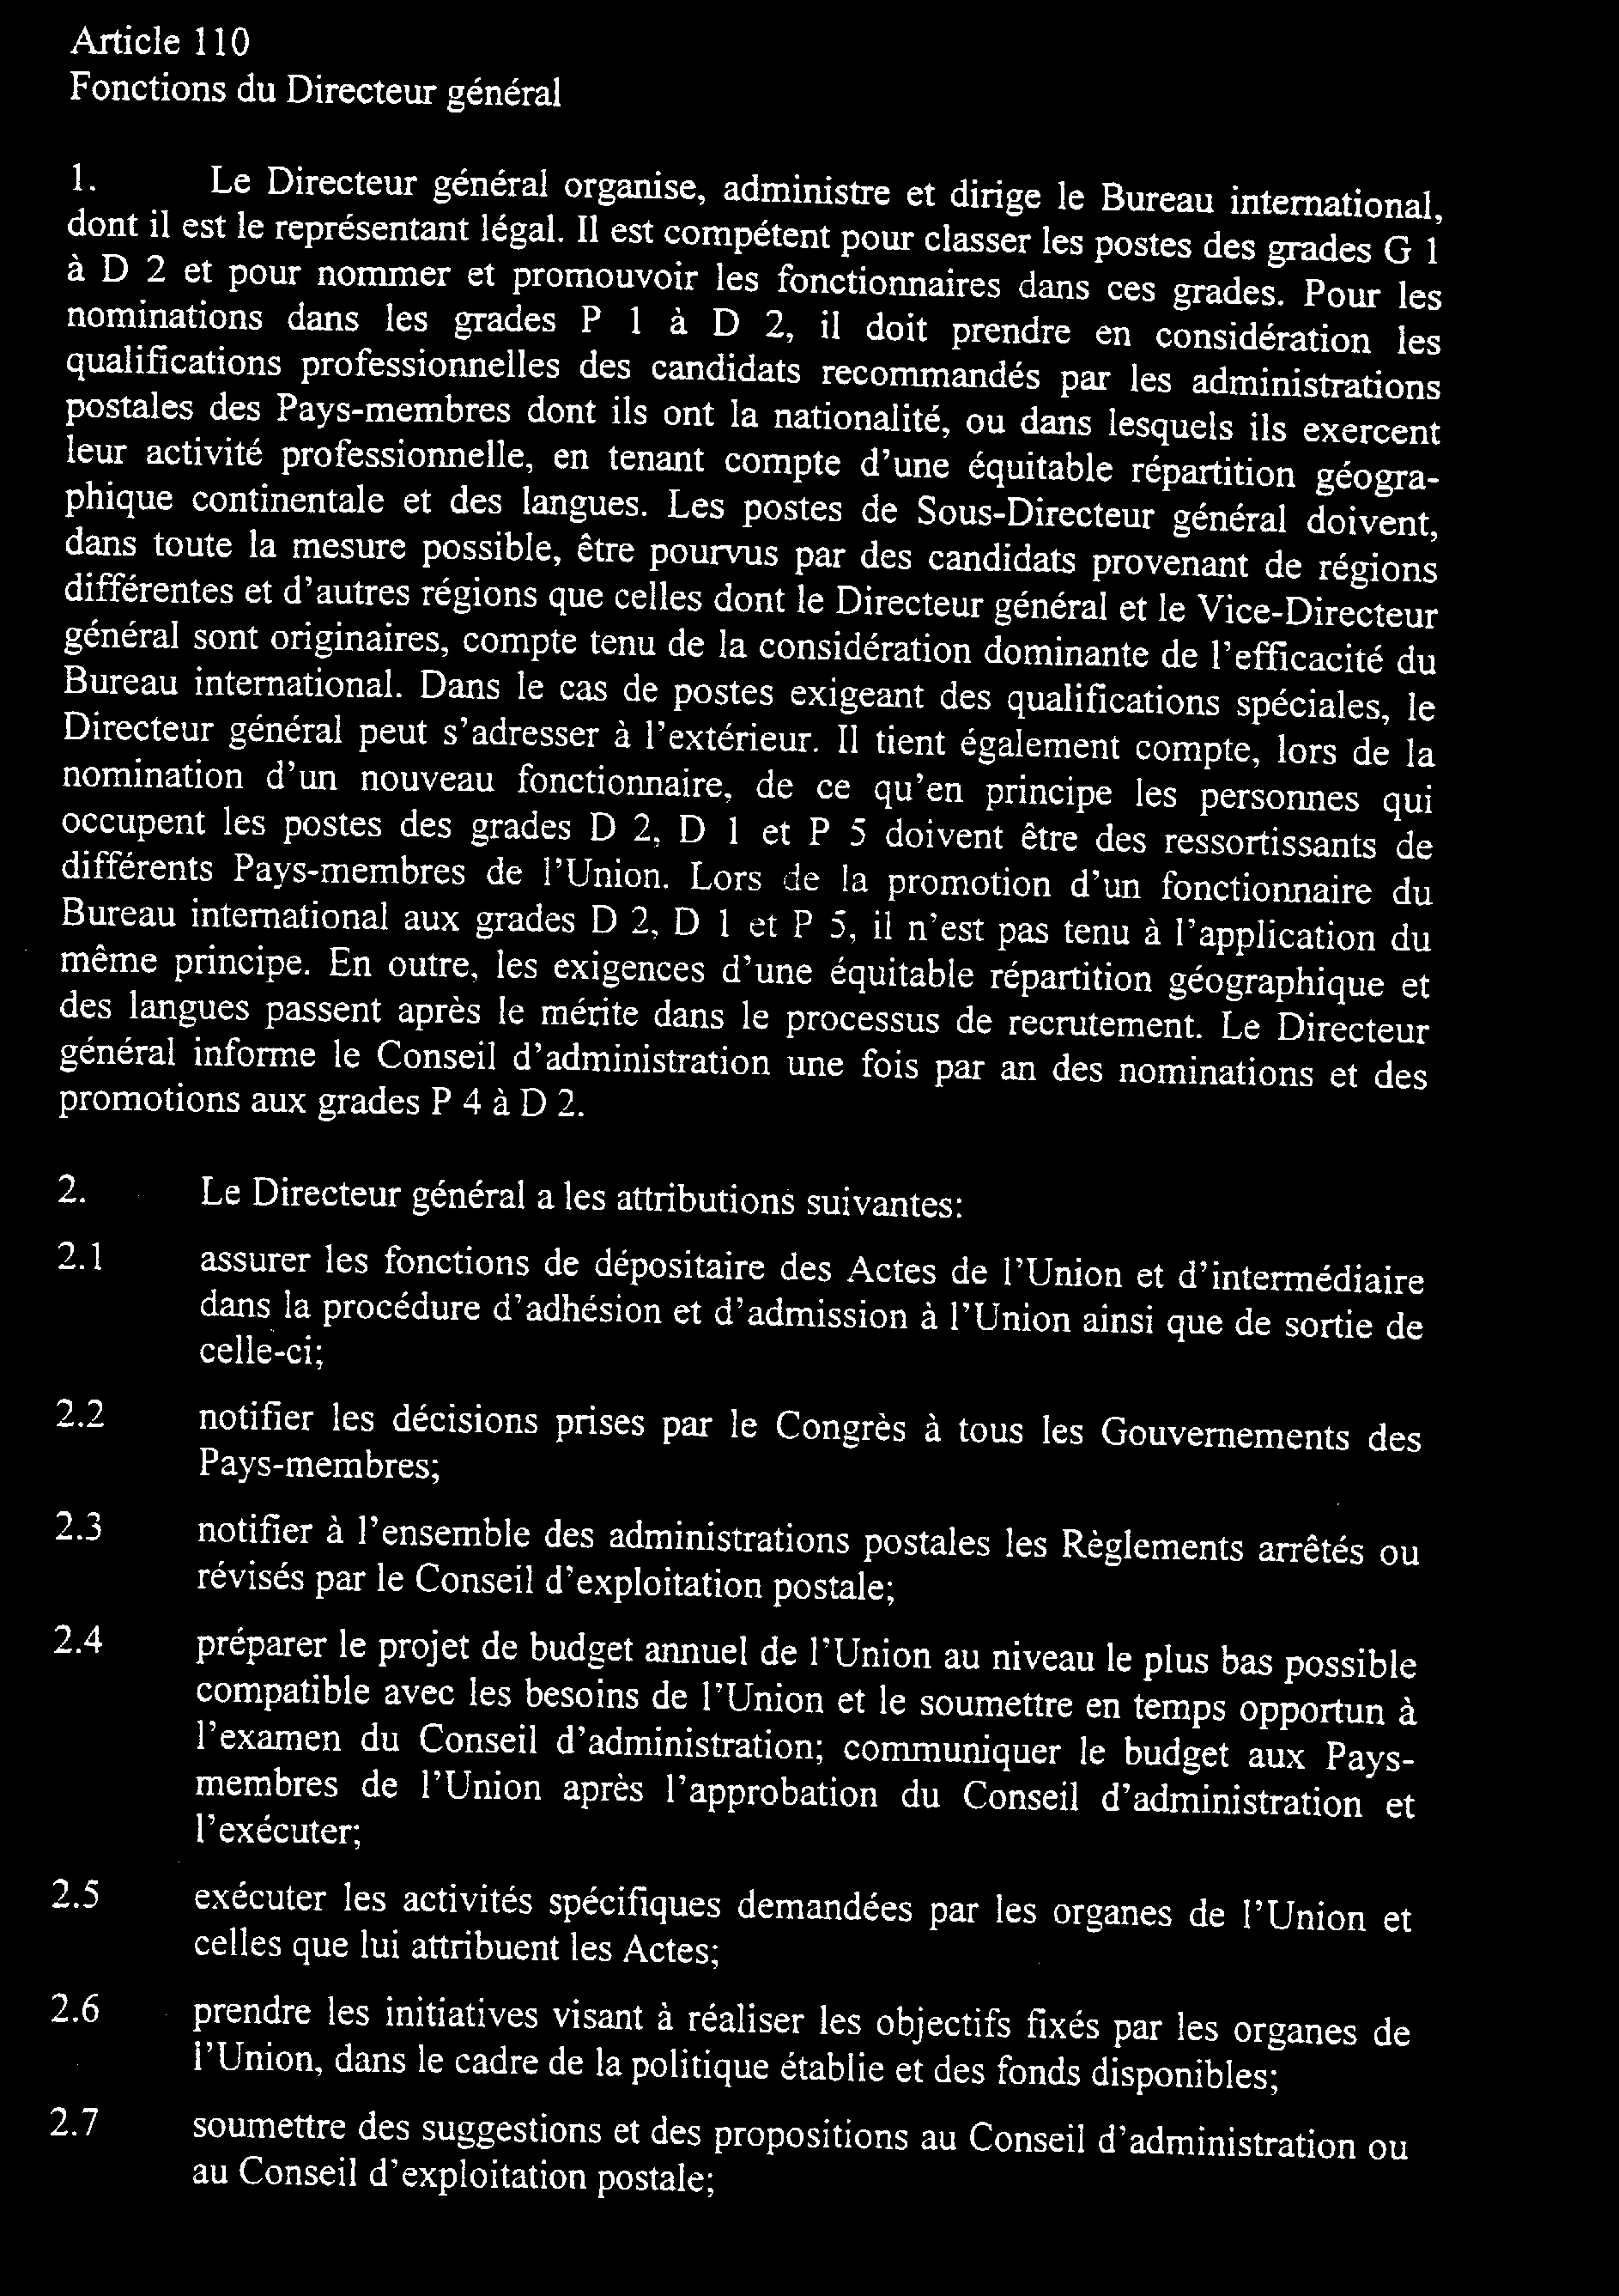 Article 110
Fonctions du Directeur général
1. Le Directeur général organise, administre et dirige le Bureau international,
dont il est le représentant légal. Il est compétent pour classer les postes des grades G 1
à D 2 et pour nommer et promouvoir les fonctionnaires dans ces grades. Pour les
nominations dans les grades P 1 à D 2, il doit prendre en considération les
qualifications professionnelles des candidats recommandés par les administrations
postales des Pays-membres dont ils ont la nationalité, ou dans lesquels ils exercent
leur activité professionnelle, en tenant compte d'une équitable répartition géogra-
phique continentale et des langues. Les postes de Sous-Directeur général doivent,
dans toute la mesure possible, être pourvus par des candidats provenant de régions
différentes et d'autres régions que celles dont le Directeur général et le Vice-Directeur
général sont originaires, compte tenu de la considération dominante de l'efficacité du
Bureau international. Dans le cas de postes exigeant des qualifications spéciales, le
Directeur général peut s'adresser à l'extérieur. Il tient également compte, lors de la
nomination d'un nouveau fonctionnaire, de ce qu'en principe les personnes qui
occupent les postes des grades D 2, D 1 et P 5 doivent être des ressortissants de
différents Pays-membres de l'Union. Lors de la promotion d'un fonctionnaire du
Bureau international aux grades D 2, D 1 et P 5, il n'est pas tenu à l'application du
même principe. En outre, les exigences d'une équitable répartition géographique et
des langues passent après le mérite dans le processus de recrutement. Le Directeur
général informe le Conseil d'administration une fois par an des nominations et des
promotions aux grades P 4 à D 2.
2. Le Directeur général a les attributions suivantes:
2.1 assurer les fonctions de dépositaire des Actes de l'Union et d'intermédiaire
dans la procédure d'adhésion et d'admission à l'Union ainsi que de sortie de
celle-ci;
2.2 notifier les décisions prises par le Congrès à tous les Gouvernements des
Pays-membres;
2.3 notifier à l'ensemble des administrations postales les Règlements arrêtés ou
révisés par le Conseil d'exploitation postale;
2.4 préparer le projet de budget annuel de l'Union au niveau le plus bas possible
compatible avec les besoins de l'Union et le soumettre en temps opportun à
l'examen du Conseil d'administration; communiquer le budget aux Pays-
membres de l'Union après l'approbation du Conseil d'administration et
l'exécuter;
2.5 exécuter les activités spécifiques demandées par les organes de l'Union et
celles que lui attribuent les Actes;
2.6 prendre les initiatives visant à réaliser les objectifs fixés par les organes de
l'Union, dans le cadre de la politique établie et des fonds disponibles;
2.7 soumettre des suggestions et des propositions au Conseil d'administration ou
au Conseil d'exploitation postale;